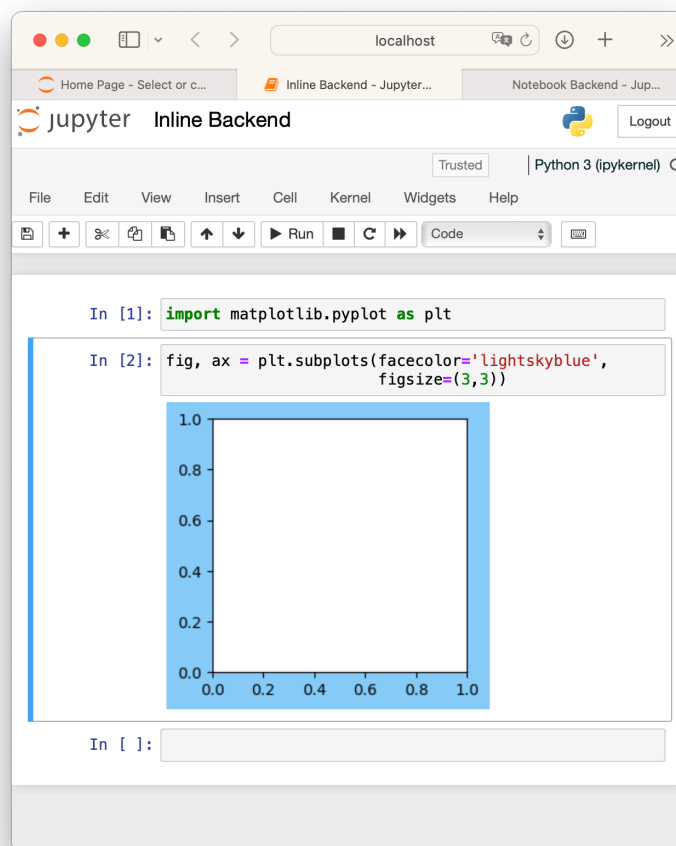 localhost
Home Page - Select or c...
Inline Backend - Jupyter...
Notebook Backend - Jup...
jupyter Inline Backend
Logout
Trusted
Python 3 (ipykernel)
File Edit View Insert Cell Kernel Widgets Help
Run
Code
In [1]: import matplotlib.pyplot as plt
In [2]: fig, ax = plt.subplots(facecolor='lightskyblue',
figsize=(3,3))
1.0
0.8
0.6
0.4
0.2
0.0
0.0 0.2 0.4 0.6 0.8 1.0
In [ ]: